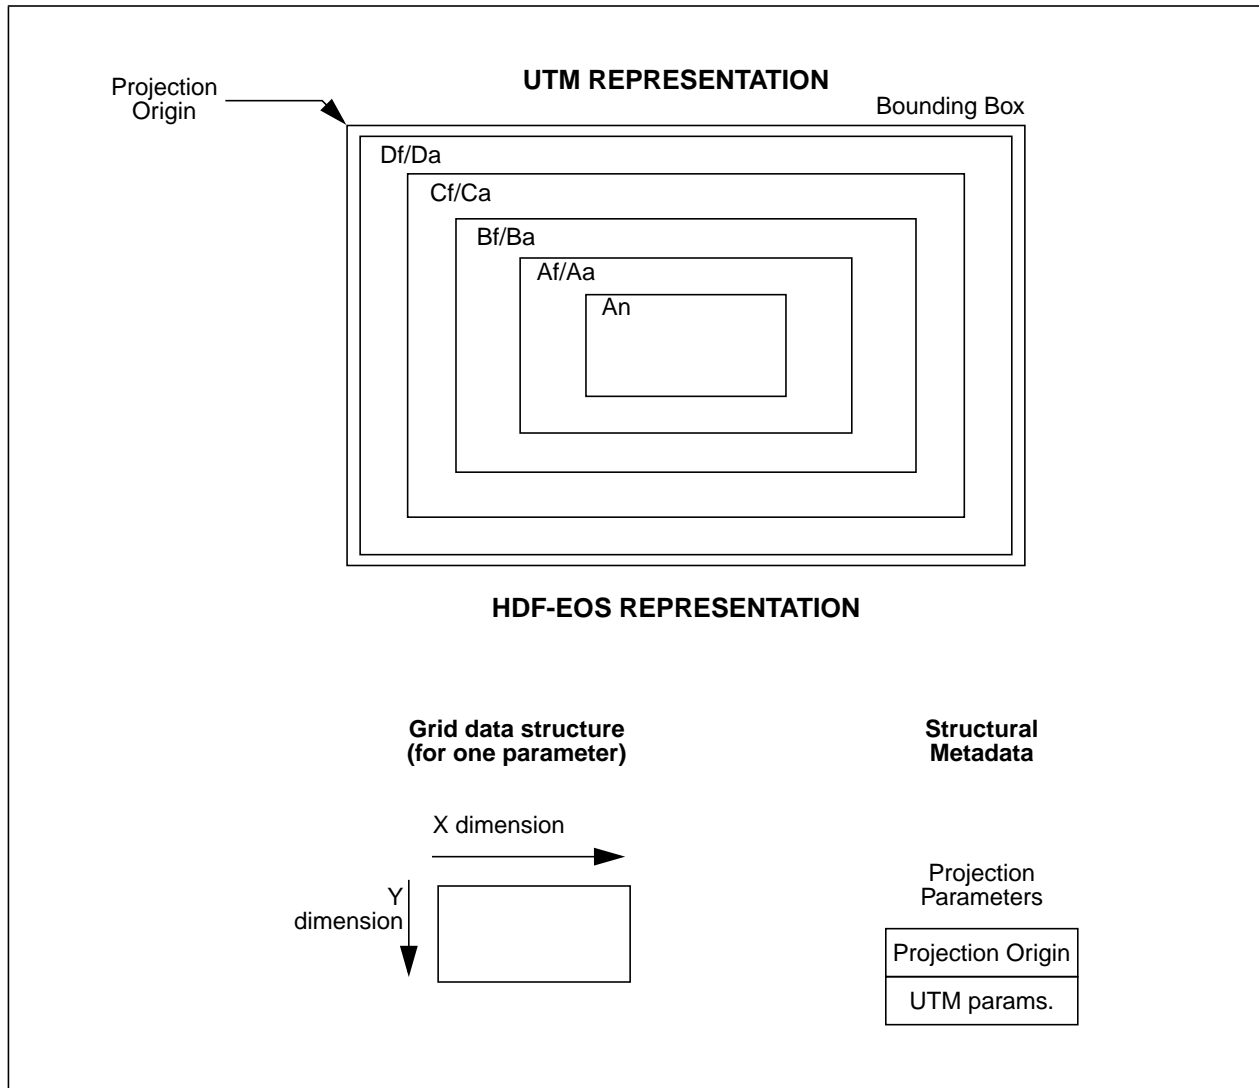 UTM REPRESENTATION
Projection
Origin
Bounding Box
Df/Da
Cf/Ca
Bf/Ba
Af/Aa
An
HDF-EOS REPRESENTATION
Grid data structure
(for one parameter)
Structural
Metadata
X dimension
Y
dimension
Projection
Parameters
Projection Origin
UTM params.